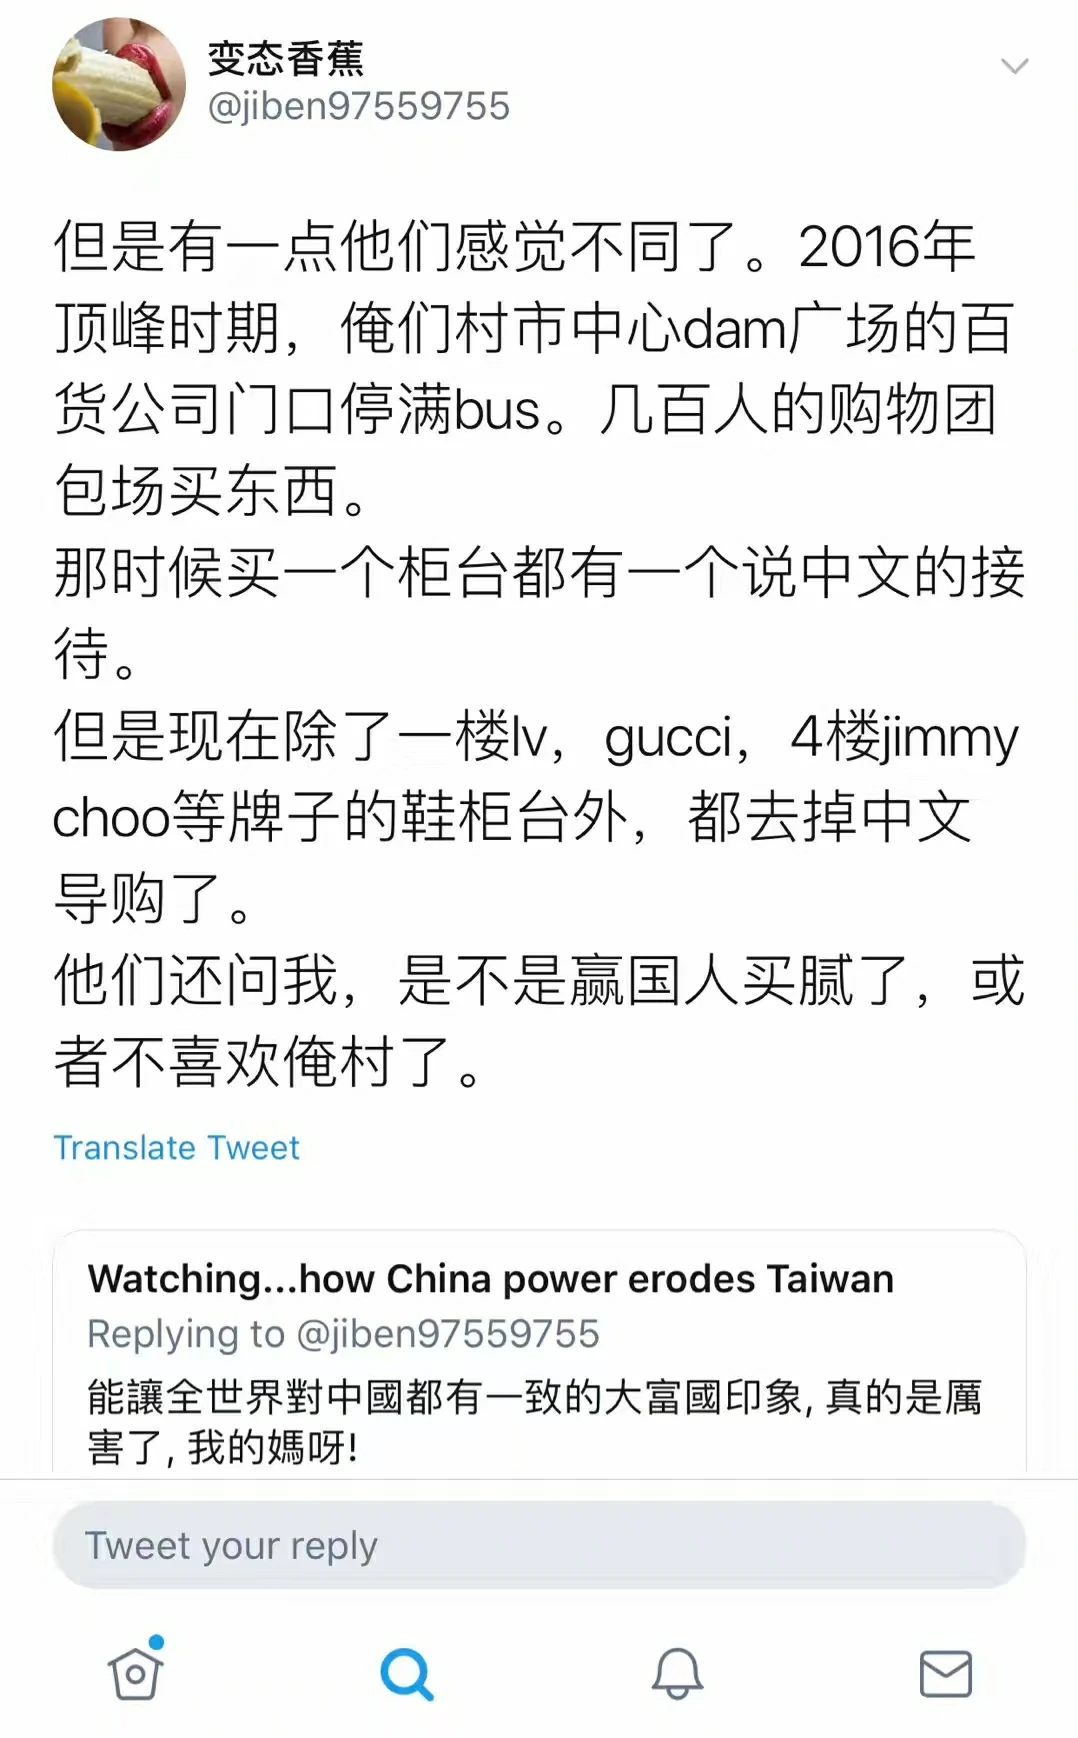 变态香蕉
@jiben97559755
但是有一点他们感觉不同了。2016年
顶峰时期，俺们村市中心dam广场的百
货公司门口停满bus。几百人的购物团
包场买东西。
那时候买一个柜台都有一个说中文的接
待。
但是现在除了一楼lv，gucci，4楼jimmy
choo等牌子的鞋柜台外，都去掉中文
导购了。
他们还问我，是不是赢国人买腻了，或
者不喜欢俺村了。
Translate Tweet
Watching...how China power erodes Taiwan
Replying to @jiben97559755
能讓全世界對中國都有一致的大富國印象, 真的是厲
害了, 我的媽呀!
Tweet your reply